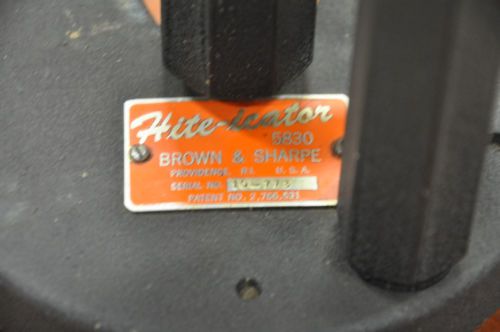 Hite-icator
5830
BROWN & SHARPE
PROVIDENCE, R.I. U.S.A.
SERIAL NO.
PATENT NO.